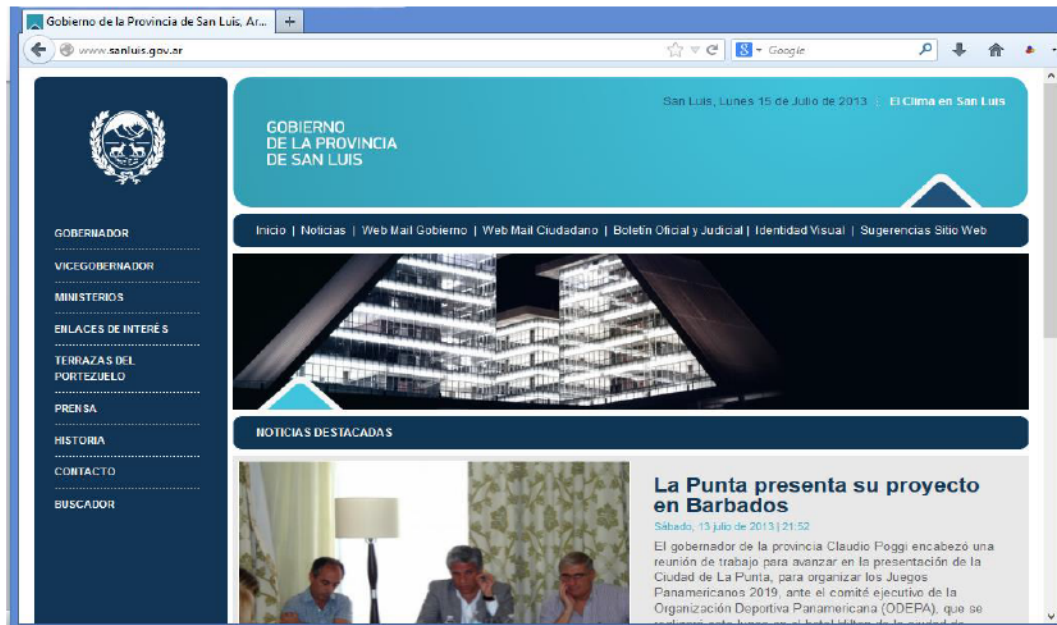 Gobierno de la Provincia de San Luis, Ar...
www.sanluis.gov.ar
Google
San Luis, Lunes 15 de Julio de 2013 | El Clima en San Luis
GOBIERNO
DE LA PROVINCIA
DE SAN LUIS
GOBERNADOR
VICEGOBERNADOR
MINISTERIOS
ENLACES DE INTERÉS
TERRAZAS DEL
PORTEZUELO
PRENSA
HISTORIA
CONTACTO
BUSCADOR
Inicio | Noticias | Web Mail Gobierno | Web Mail Ciudadano | Boletín Oficial y Judicial | Identidad Visual | Sugerencias Sitio Web
NOTICIAS DESTACADAS
La Punta presenta su proyecto
en Barbados
Sábado, 13 julio de 2013 | 21:52
El gobernador de la provincia Claudio Poggi encabezó una
reunión de trabajo para avanzar en la presentación de la
Ciudad de La Punta, para organizar los Juegos
Panamericanos 2019, ante el comité ejecutivo de la
Organización Deportiva Panamericana (ODEPA), que se